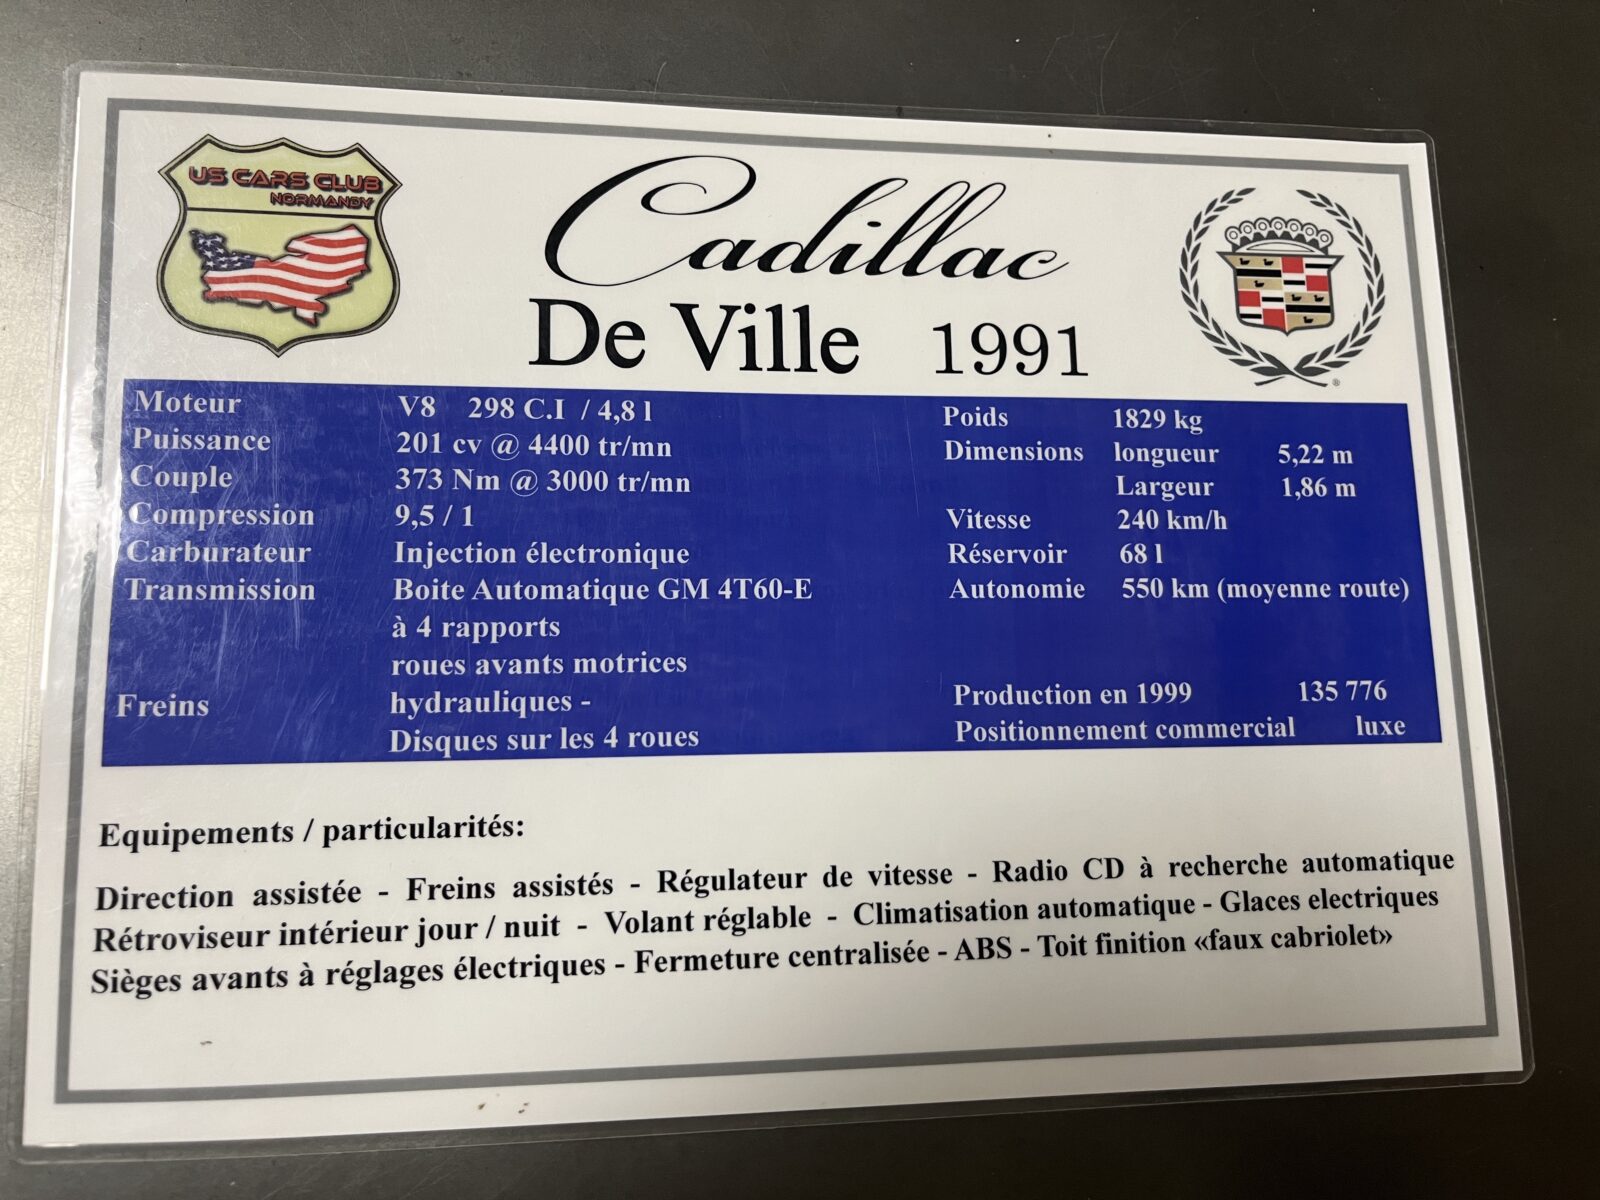 US CARS CLUB
NORMANDY
Cadillac
De Ville 1991
Moteur V8 298 C.I / 4,8 l
Puissance 201 cv @ 4400 tr/mn
Couple 373 Nm @ 3000 tr/mn
Compression 9,5 / 1
Carburateur Injection électronique
Transmission Boite Automatique GM 4T60-E
à 4 rapports
roues avants motrices
Freins hydrauliques -
Disques sur les 4 roues
Poids 1829 kg
Dimensions longueur 5,22 m
Largeur 1,86 m
Vitesse 240 km/h
Réservoir 68 l
Autonomie 550 km (moyenne route)
Production en 1999 135 776
Positionnement commercial luxe
Equipements / particularités:
Direction assistée - Freins assistés - Régulateur de vitesse - Radio CD à recherche automatique
Rétroviseur intérieur jour / nuit - Volant réglable - Climatisation automatique - Glaces electriques
Sièges avants à réglages électriques - Fermeture centralisée - ABS - Toit finition «faux cabriolet»